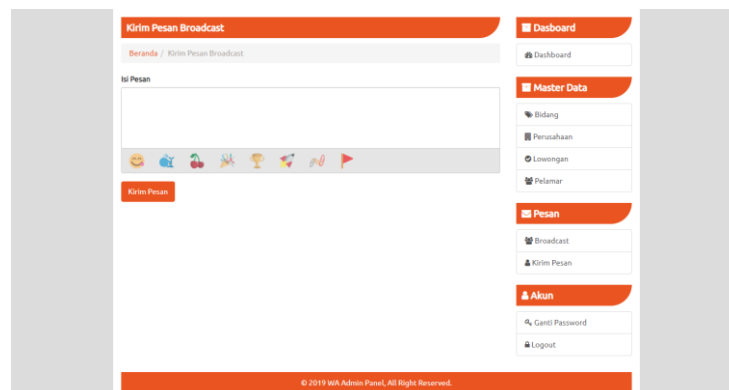 Kirim Pesan Broadcast
Beranda / Kirim Pesan Broadcast
Isi Pesan
Kirim Pesan
Dasboard
Dashboard
Master Data
Bidang
Perusahaan
Lowongan
Pelamar
Pesan
Broadcast
Kirim Pesan
Akun
Ganti Password
Logout
© 2019 WA Admin Panel, All Right Reserved.